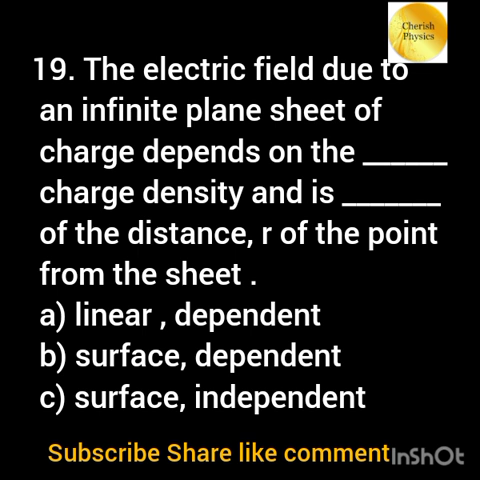 Cherish
Physics
19. The electric field due to
an infinite plane sheet of
charge depends on the ______
charge density and is _______
of the distance, r of the point
from the sheet .
a) linear , dependent
b) surface, dependent
c) surface, independent
Subscribe Share like comment
InShOt